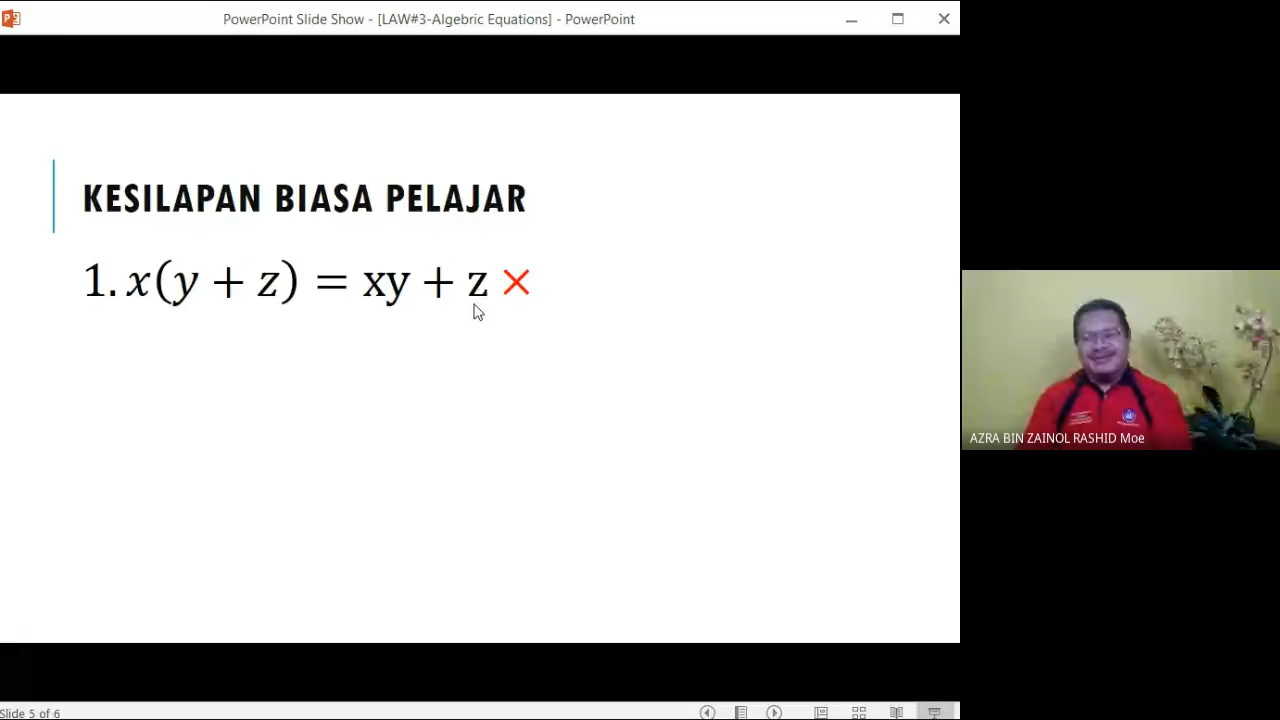 PowerPoint Slide Show - [LAW#3-Algebric Equations] - PowerPoint
KESILAPAN BIASA PELAJAR
1. x(y + z) = xy + z ×
AZRA BIN ZAINOL RASHID Moe
Slide 5 of 6